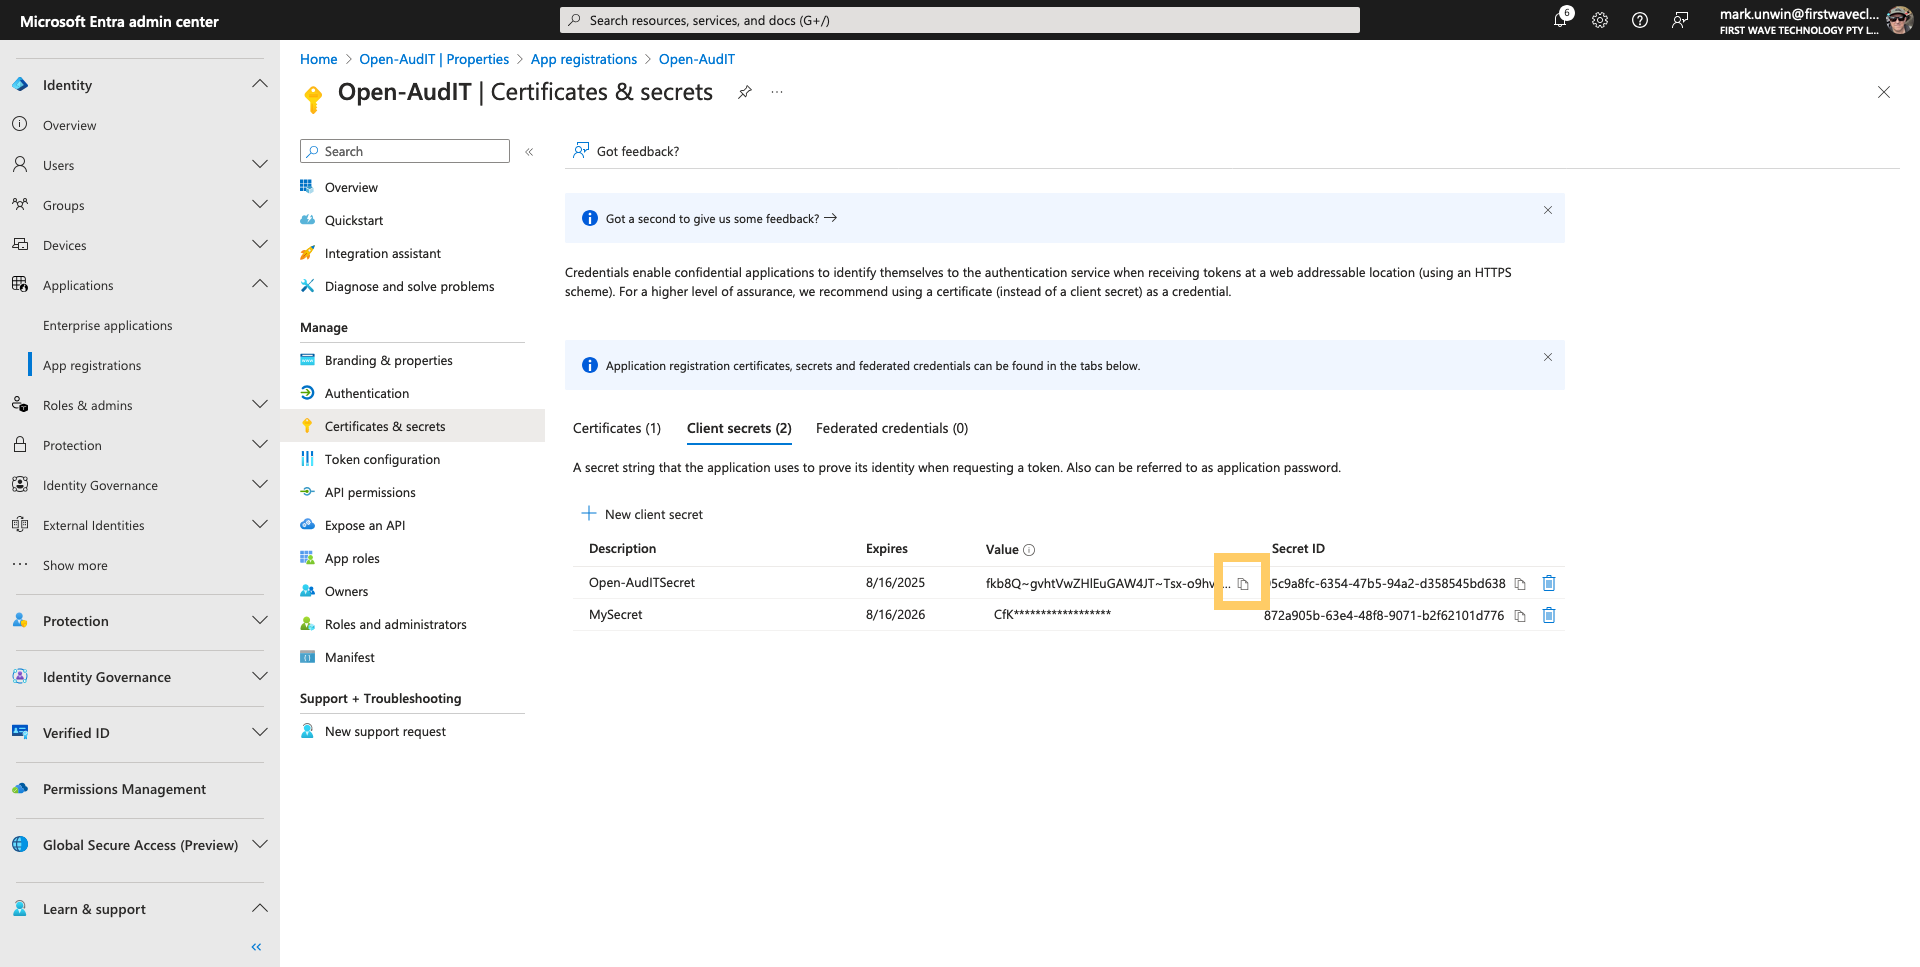 Microsoft Entra admin center
Search resources, services, and docs (G+/)
6
mark.unwin@firstwavecl...
FIRST WAVE TECHNOLOGY PTY L...
Identity
Overview
Users
Groups
Devices
Applications
Enterprise applications
App registrations
Roles & admins
Protection
Identity Governance
External Identities
Show more
Protection
Identity Governance
Verified ID
Permissions Management
Global Secure Access (Preview)
Learn & support
Home > Open-AudIT | Properties > App registrations > Open-AudIT
Open-AudIT | Certificates & secrets
Search
Overview
Quickstart
Integration assistant
Diagnose and solve problems
Manage
Branding & properties
Authentication
Certificates & secrets
Token configuration
API permissions
Expose an API
App roles
Owners
Roles and administrators
Manifest
Support + Troubleshooting
New support request
Got feedback?
Got a second to give us some feedback?
Credentials enable confidential applications to identify themselves to the authentication service when receiving tokens at a web addressable location (using an HTTPS
scheme). For a higher level of assurance, we recommend using a certificate (instead of a client secret) as a credential.
Application registration certificates, secrets and federated credentials can be found in the tabs below.
Certificates (1) Client secrets (2) Federated credentials (0)
A secret string that the application uses to prove its identity when requesting a token. Also can be referred to as application password.
New client secret
Description Expires Value Secret ID
Open-AudITSecret 8/16/2025
MySecret 8/16/2026 CfK****************** 872a905b-63e4-48f8-9071-b2f62101d776